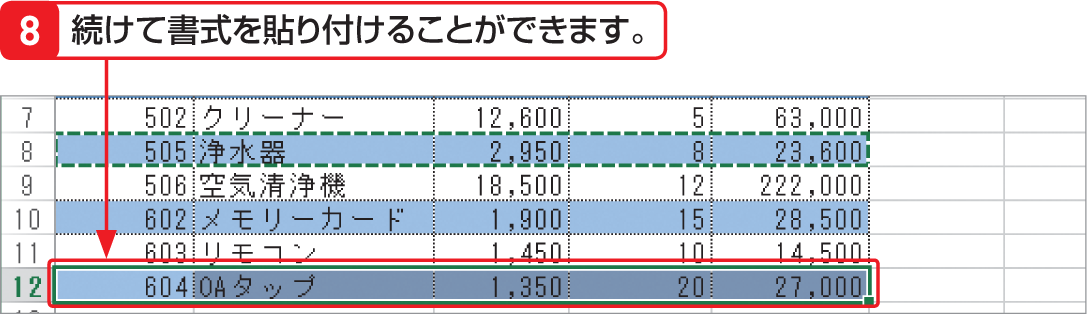 8 続けて書式を貼り付けることができます。
7 502 クリーナー 12,600 5 63,000
8 505 浄水器 2,950 8 23,600
9 506 空気清浄機 18,500 12 222,000
10 602 メモリーカード 1,900 15 28,500
11 603 リモコン 1,450 10 14,500
12 604 OAタップ 1,350 20 27,000